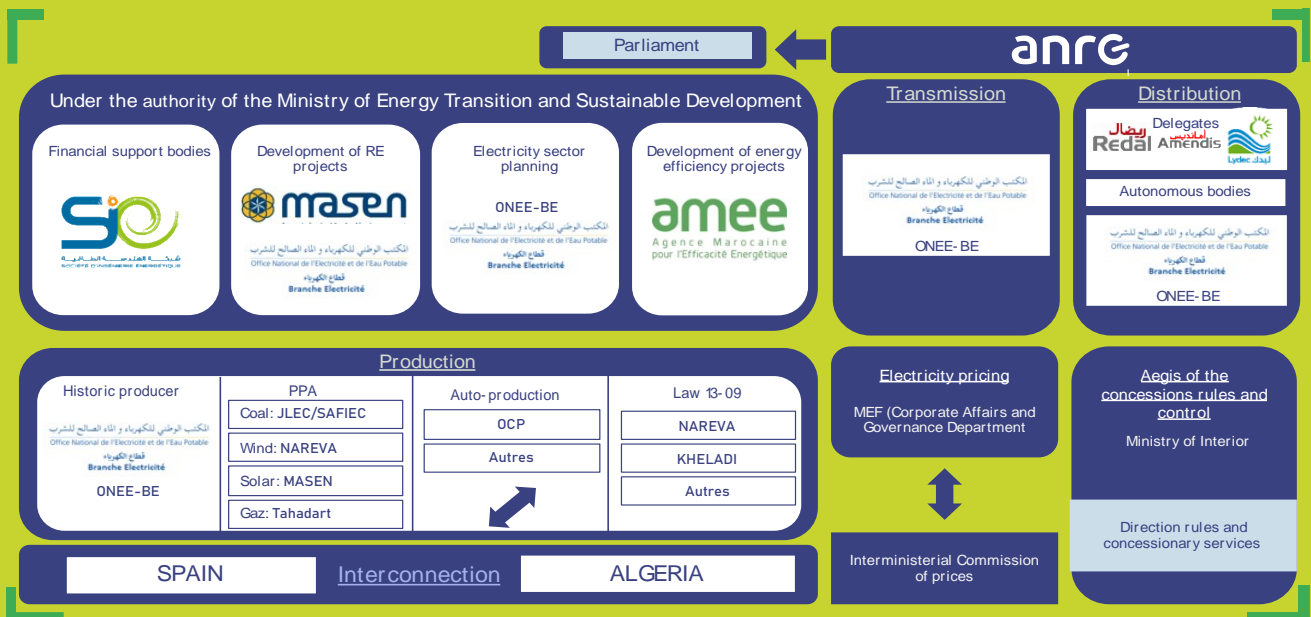 Parliament
anre
Under the authority of the Ministry of Energy Transition and Sustainable Development
Financial support bodies
SIE
شركة الهندسة الطاقية
SOCIÉTÉ D'INGÉNIERIE ÉNERGÉTIQUE
Development of RE
projects
masen
المكتب الوطني للكهرباء و الماء الصالح للشرب
Office National de l'Electricité et de l'Eau Potable
قطاع الكهرباء
Branche Electricité
Electricity sector
planning
ONEE-BE
المكتب الوطني للكهرباء و الماء الصالح للشرب
Office National de l'Electricité et de l'Eau Potable
قطاع الكهرباء
Branche Electricité
Development of energy
efficiency projects
amee
Agence Marocaine
pour l'Efficacité Energétique
Transmission
المكتب الوطني للكهرباء و الماء الصالح للشرب
Office National de l'Electricité et de l'Eau Potable
قطاع الكهرباء
Branche Electricité
ONEE-BE
Distribution
Delegates
ريضال
Redal
أمانديس
Amendis
Lydec ليدك
Autonomous bodies
المكتب الوطني للكهرباء و الماء الصالح للشرب
Office National de l'Electricité et de l'Eau Potable
قطاع الكهرباء
Branche Electricité
ONEE-BE
Production
Historic producer
المكتب الوطني للكهرباء و الماء الصالح للشرب
Office National de l'Electricité et de l'Eau Potable
قطاع الكهرباء
Branche Electricité
ONEE-BE
PPA
Coal: JLEC/SAFIEC
Wind: NAREVA
Solar: MASEN
Gaz: Tahadart
Auto-production
OCP
Autres
Law 13-09
NAREVA
KHELADI
Autres
SPAIN
Interconnection
ALGERIA
Electricity pricing
MEF (Corporate Affairs and
Governance Department
Interministerial Commission
of prices
Aegis of the
concessions rules and
control
Ministry of Interior
Direction rules and
concessionary services